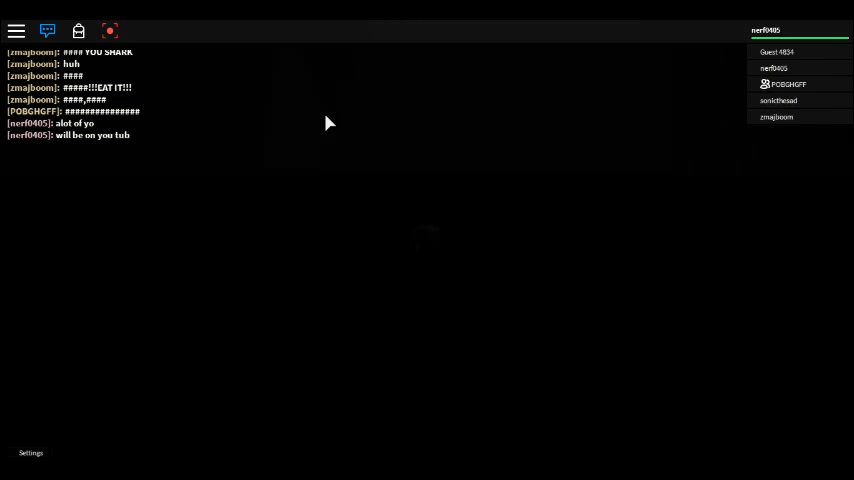 [zmajboom]: #### YOU SHARK
[zmajboom]: huh
[zmajboom]: ####
[zmajboom]: #####!!!EAT IT!!!
[zmajboom]: ####,####
[POBGHGFF]: ###############
[nerf0405]: alot of yo
[nerf0405]: will be on you tub
nerf0405
Guest 4834
nerf0405
POBGHGFF
sonicthesad
zmajboom
Settings